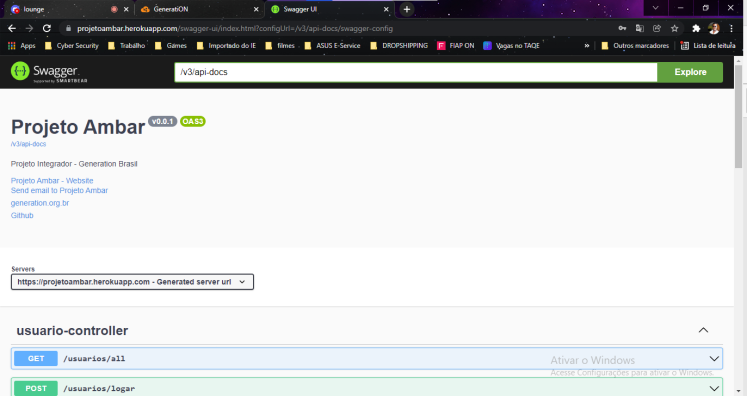 lounge
GeneratiON
Swagger UI
projetoambar.herokuapp.com/swagger-ui/index.html?configUrl=/v3/api-docs/swagger-config
Apps Cyber Security Trabalho Games Importado do IE filmes ASUS E-Service DROPSHIPPING FIAP ON Vagas no TAQE » Outros marcadores Lista de leitura
Swagger
Supported by SMARTBEAR
/v3/api-docs
Explore
Projeto Ambar v0.0.1 OAS3
/v3/api-docs
Projeto Integrador - Generation Brasil
Projeto Ambar - Website
Send email to Projeto Ambar
generation.org.br
Github
Servers
https://projetoambar.herokuapp.com - Generated server url
usuario-controller
GET /usuarios/all
Ativar o Windows
Acesse Configurações para ativar o Windows.
POST /usuarios/logar